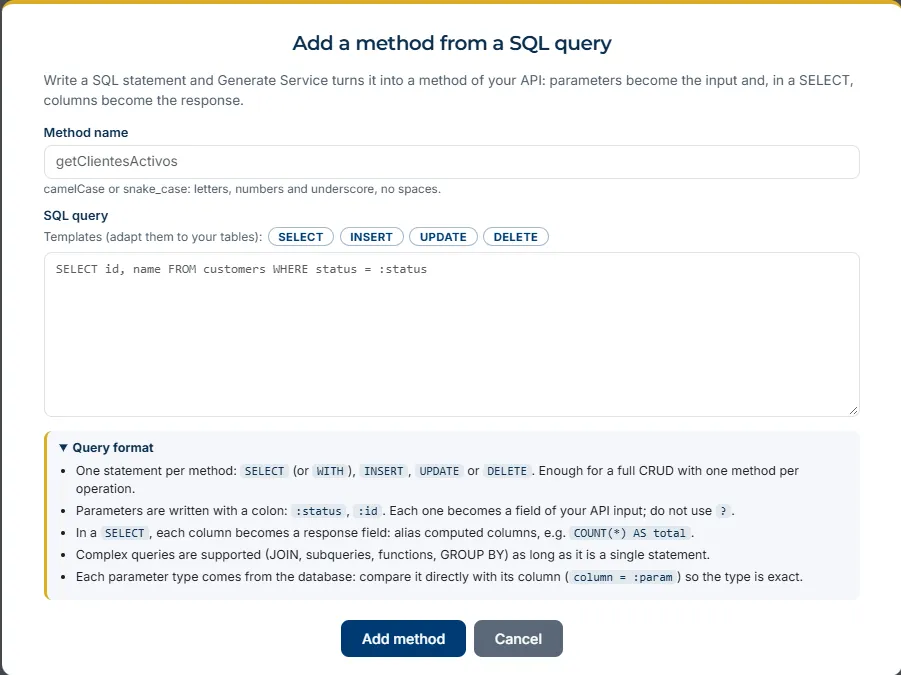 Add a method from a SQL query
Write a SQL statement and Generate Service turns it into a method of your API: parameters become the input and, in a SELECT,
columns become the response.
Method name
getClientesActivos
camelCase or snake_case: letters, numbers and underscore, no spaces.
SQL query
Templates (adapt them to your tables): SELECT INSERT UPDATE DELETE
SELECT id, name FROM customers WHERE status = :status
▼ Query format
• One statement per method: SELECT (or WITH), INSERT, UPDATE or DELETE. Enough for a full CRUD with one method per
operation.
• Parameters are written with a colon: :status, :id. Each one becomes a field of your API input; do not use ?.
• In a SELECT, each column becomes a response field: alias computed columns, e.g. COUNT(*) AS total.
• Complex queries are supported (JOIN, subqueries, functions, GROUP BY) as long as it is a single statement.
• Each parameter type comes from the database: compare it directly with its column (column = :param) so the type is exact.
Add method Cancel